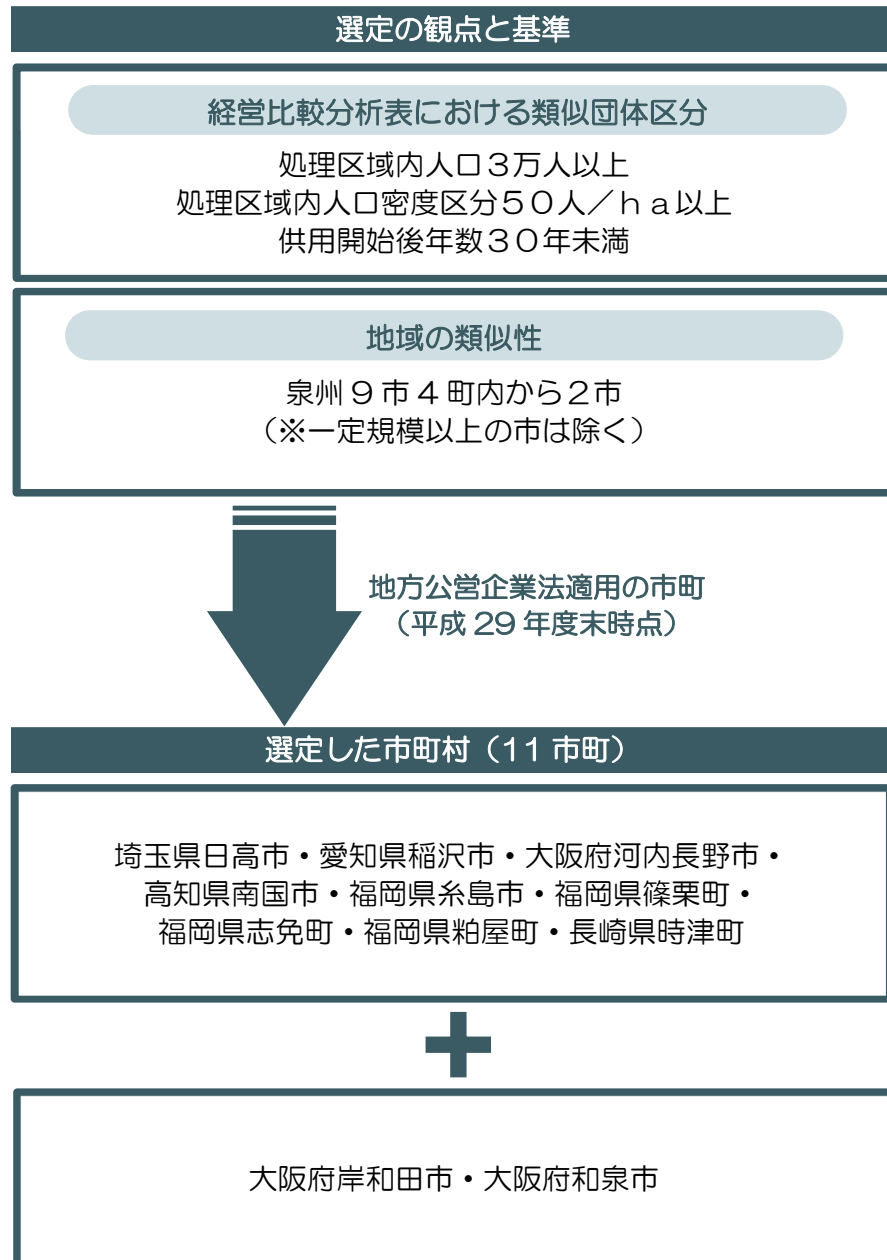 選定の観点と基準
経営比較分析表における類似団体区分
処理区域内人口３万人以上
処理区域内人口密度区分５０人／ｈａ以上
供用開始後年数３０年未満
地域の類似性
泉州９市４町内から２市
（※一定規模以上の市は除く）
地方公営企業法適用の市町
（平成 29 年度末時点）
選定した市町村（11 市町）
埼玉県日高市・愛知県稲沢市・大阪府河内長野市・
高知県南国市・福岡県糸島市・福岡県篠栗町・
福岡県志免町・福岡県粕屋町・長崎県時津町
大阪府岸和田市・大阪府和泉市